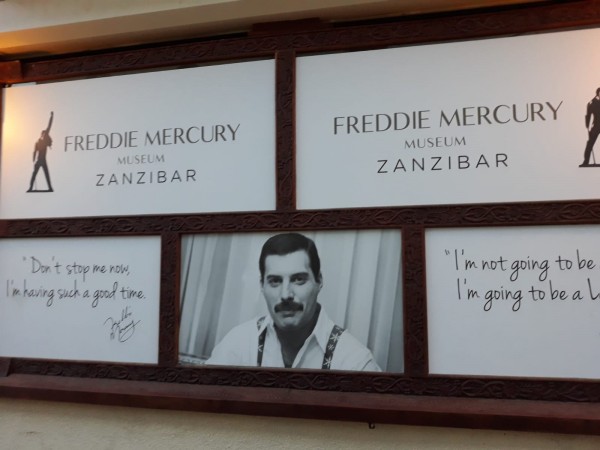 FREDDIE MERCURY
MUSEUM
ZANZIBAR
FREDDIE MERCURY
MUSEUM
ZANZIBAR
"Don't stop me now,
I'm having such a good time.
"I'm not going to be
I'm going to be a